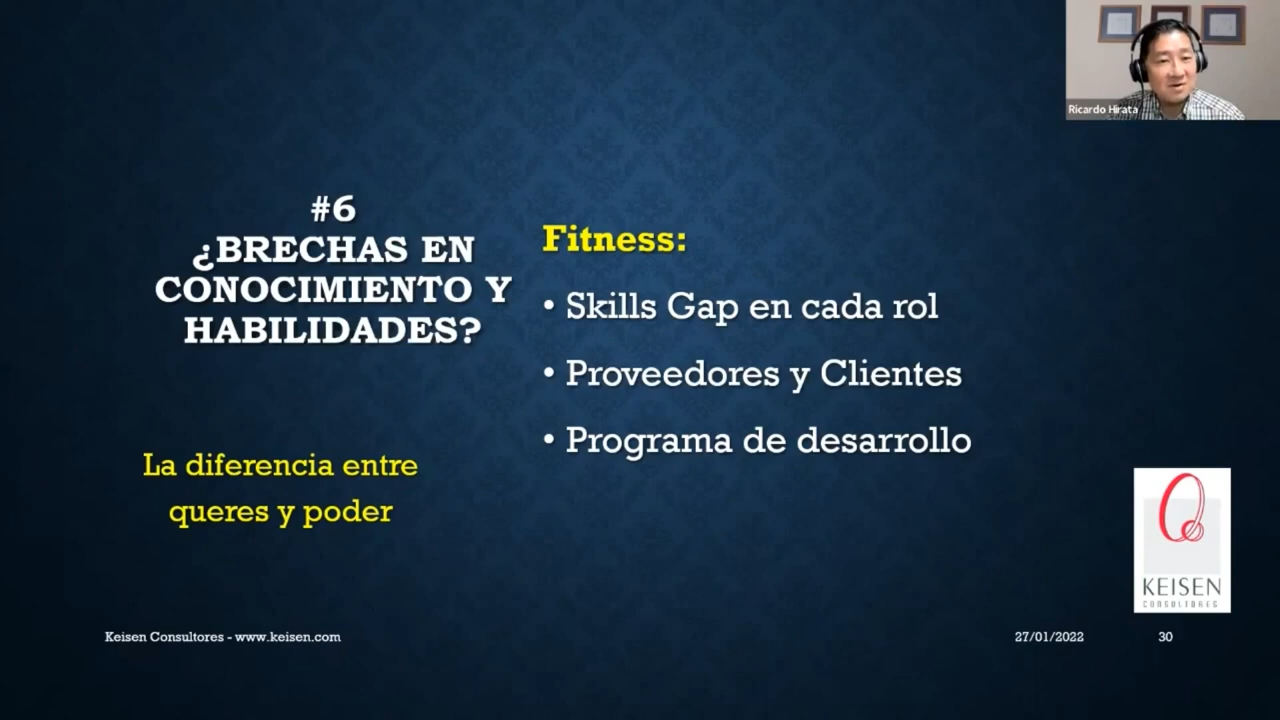 Ricardo Hirata
#6
¿BRECHAS EN
CONOCIMIENTO Y
HABILIDADES?
La diferencia entre
queres y poder
Fitness:
• Skills Gap en cada rol
• Proveedores y Clientes
• Programa de desarrollo
KEISEN
CONSULTORES
Keisen Consultores - www.keisen.com
27/01/2022
30